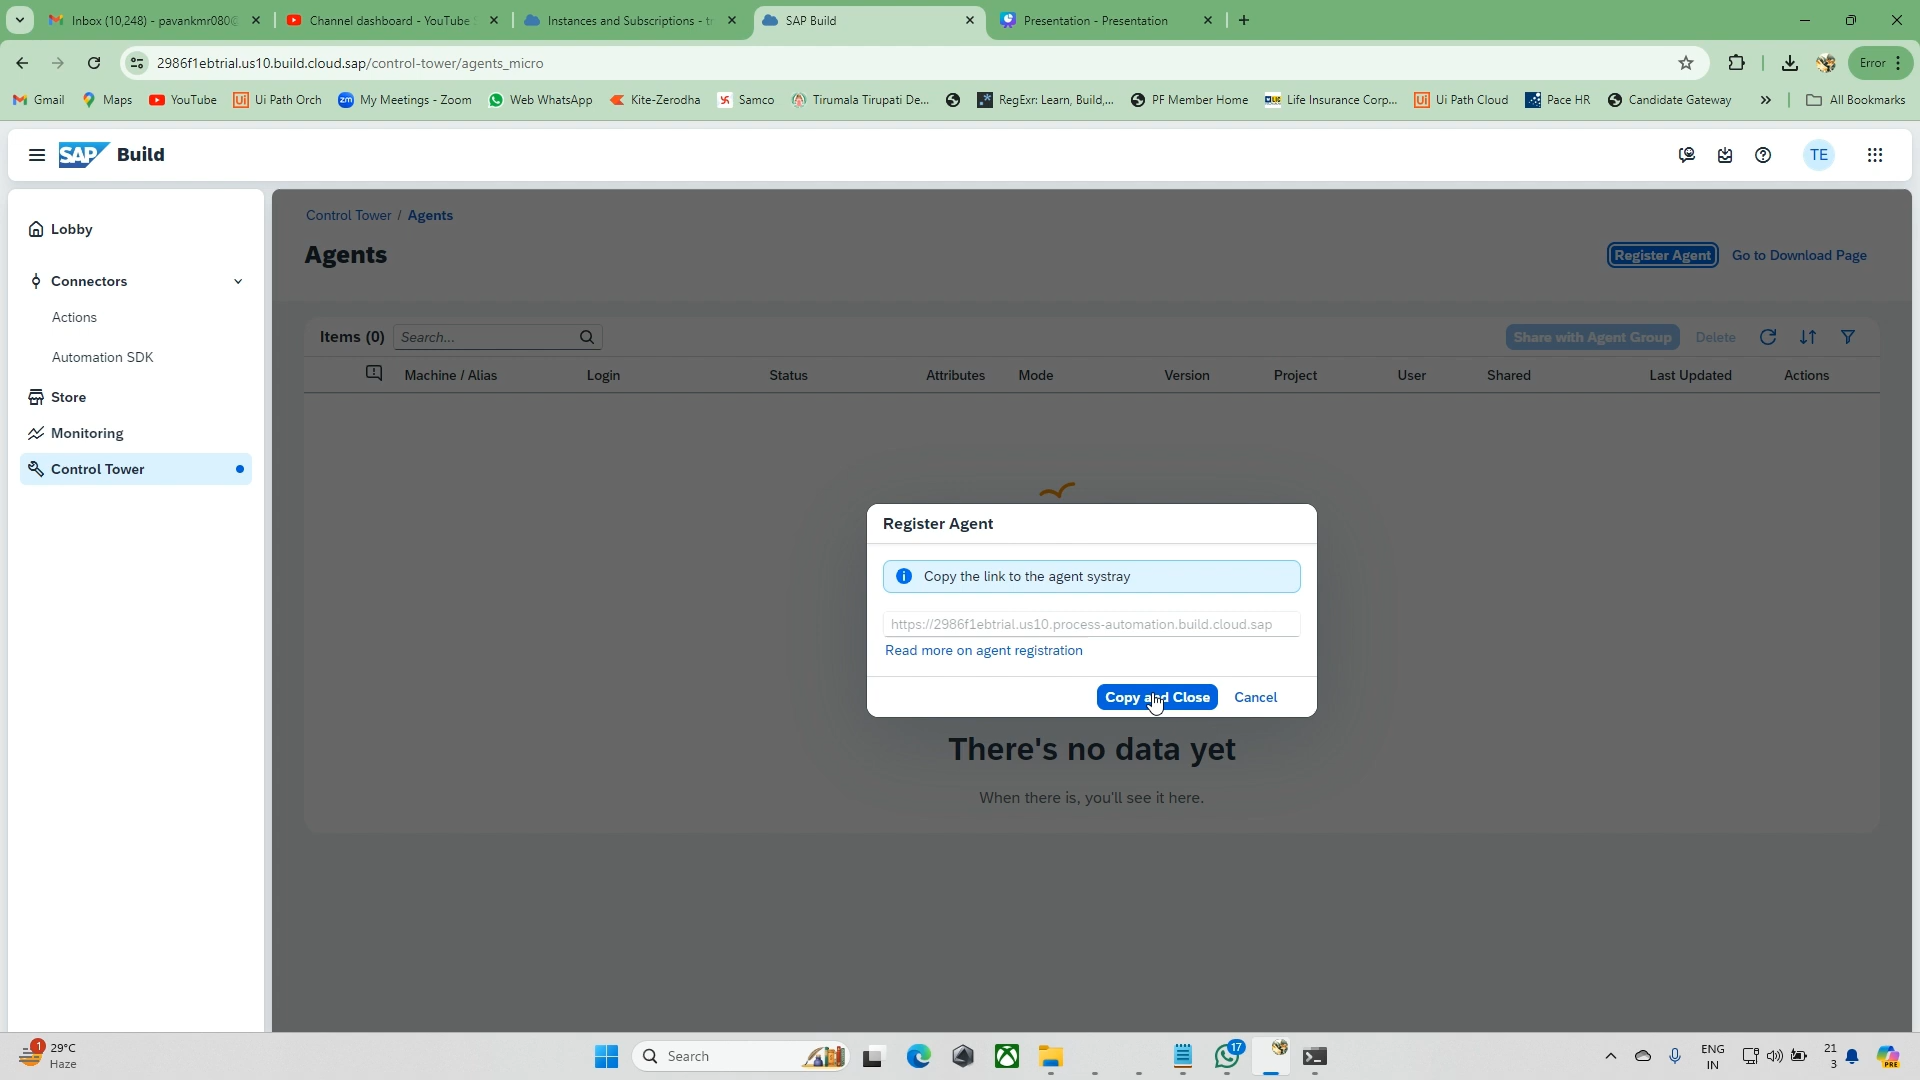 Inbox (10,248) - pavankmr080
Channel dashboard - YouTube
Instances and Subscriptions - tr
SAP Build
Presentation - Presentation
2986f1ebtrial.us10.build.cloud.sap/control-tower/agents_micro
Error
Gmail
Maps
YouTube
Ui Path Orch
My Meetings - Zoom
Web WhatsApp
Kite-Zerodha
Samco
Tirumala Tirupati De...
RegExr: Learn, Build,...
PF Member Home
Life Insurance Corp...
Ui Path Cloud
Pace HR
Candidate Gateway
All Bookmarks
SAP Build
TE
Lobby
Connectors
Actions
Automation SDK
Store
Monitoring
Control Tower
Control Tower / Agents
Agents
Register Agent
Go to Download Page
Items (0)
Search...
Share with Agent Group
Delete
Machine / Alias
Login
Status
Attributes
Mode
Version
Project
User
Shared
Last Updated
Actions
Register Agent
Copy the link to the agent systray
https://2986f1ebtrial.us10.process-automation.build.cloud.sap
Read more on agent registration
Copy and Close
Cancel
There's no data yet
When there is, you'll see it here.
1
29°C
Haze
Search
17
ENG
IN
21
3
PRE